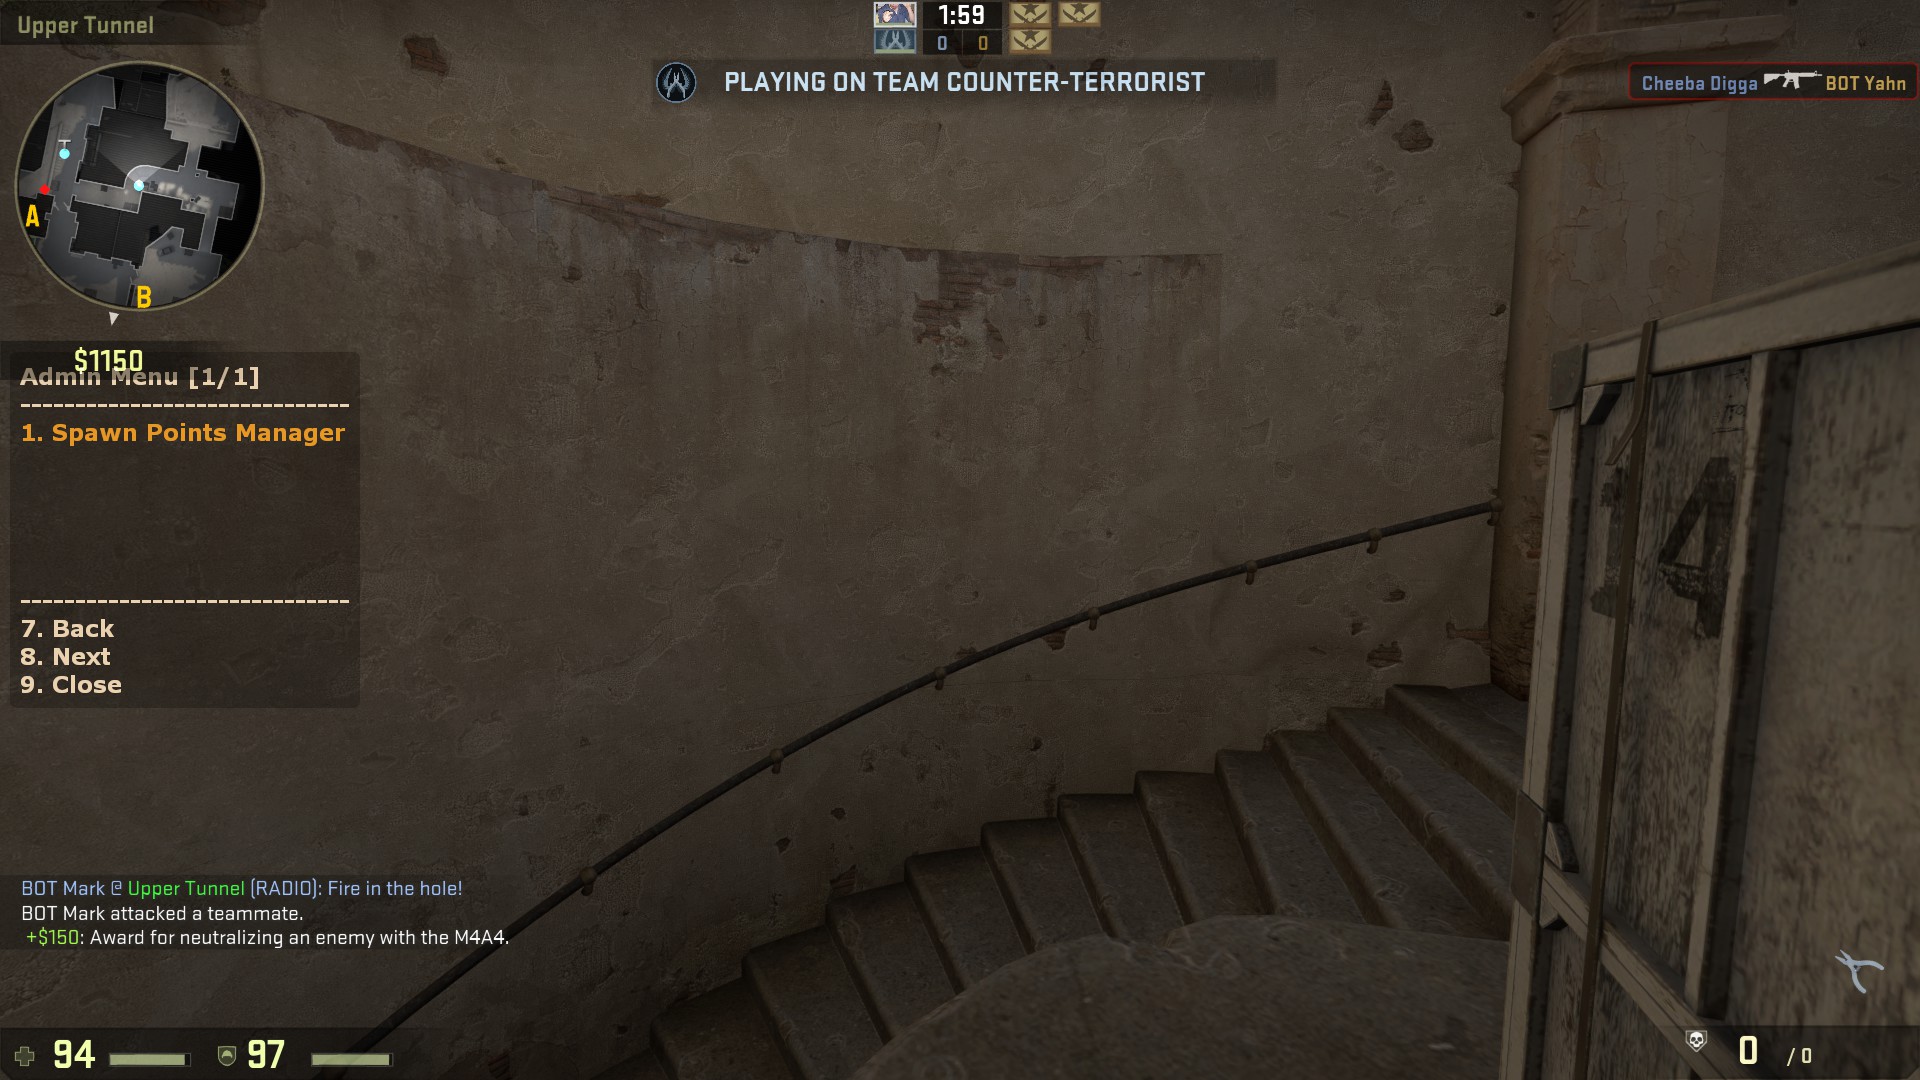 Upper Tunnel
1:59
0 0
PLAYING ON TEAM COUNTER-TERRORIST
Cheeba Digga BOT Yahn
A
B
$1150
Admin Menu [1/1]
------------------------------
1. Spawn Points Manager
------------------------------
7. Back
8. Next
9. Close
4
BOT Mark @ Upper Tunnel (RADIO): Fire in the hole!
BOT Mark attacked a teammate.
+$150: Award for neutralizing an enemy with the M4A4.
94 97
0 / 0